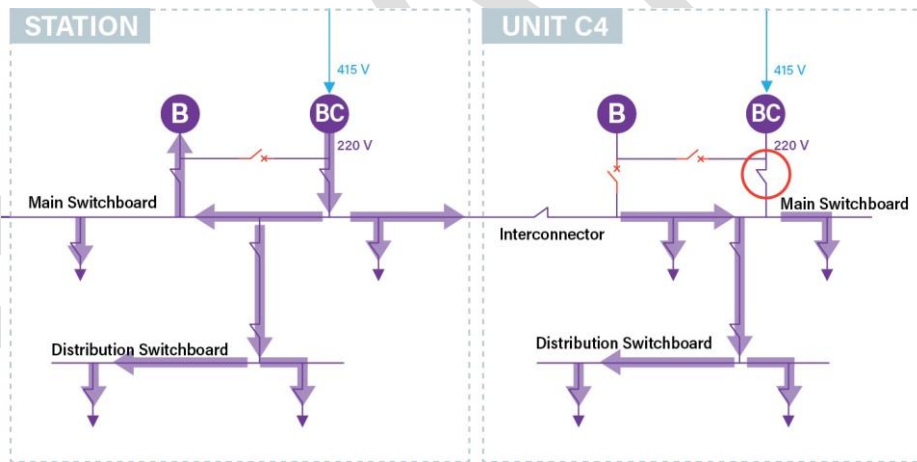 STATION
UNIT C4
415 V
415 V
B
BC
B
BC
220 V
220 V
Main Switchboard
Main Switchboard
Interconnector
Distribution Switchboard
Distribution Switchboard